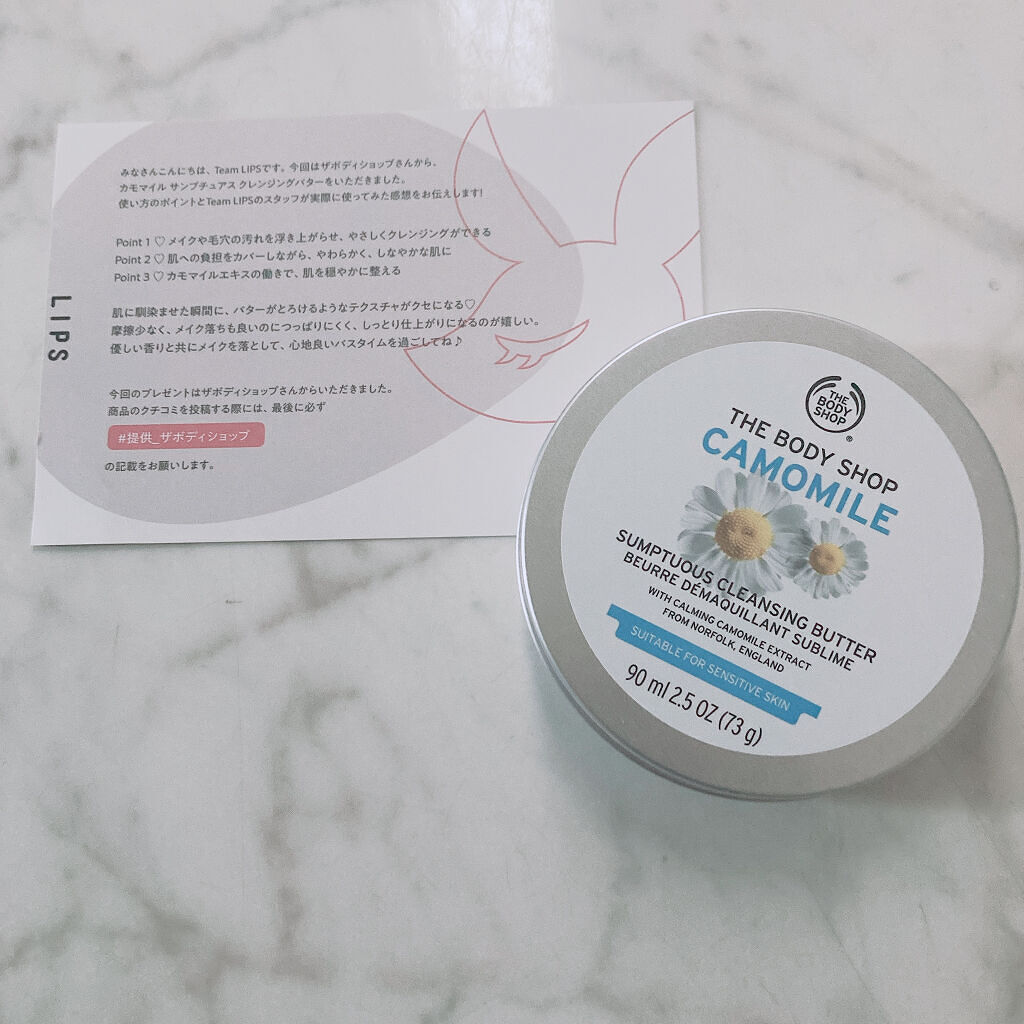 みなさんこんにちは、Team LIPSです。今回はザボディショップさんから、
カモマイル サンプチュアス クレンジングバターをいただきました。
使い方のポイントとTeam LIPSのスタッフが実際に使ってみた感想をお伝えします!
Point 1 ♡ メイクや毛穴の汚れを浮き上がらせ、やさしくクレンジングができる
Point 2 ♡ 肌への負担をカバーしながら、やわらかく、しなやかな肌に
Point 3 ♡ カモマイルエキスの働きで、肌を穏やかに整える
肌に馴染ませた瞬間に、バターがとろけるようなテクスチャがクセになる♡
摩擦少なく、メイク落ちも良いのにつっぱりにくく、しっとり仕上がりになるのが嬉しい。
優しい香りと共にメイクを落として、心地良いバスタイムを過ごしてね♪
今回のプレゼントはザボディショップさんからいただきました。
商品のクチコミを投稿する際には、最後に必ず
#提供_ザボディショップ
の記載をお願いします。
LIPS
THE
BODY
SHOP
®
THE BODY SHOP
CAMOMILE
SUMPTUOUS CLEANSING BUTTER
BEURRE DÉMAQUILLANT SUBLIME
WITH CALMING CAMOMILE EXTRACT
FROM NORFOLK, ENGLAND
SUITABLE FOR SENSITIVE SKIN
90 ml 2.5 OZ (73 g)